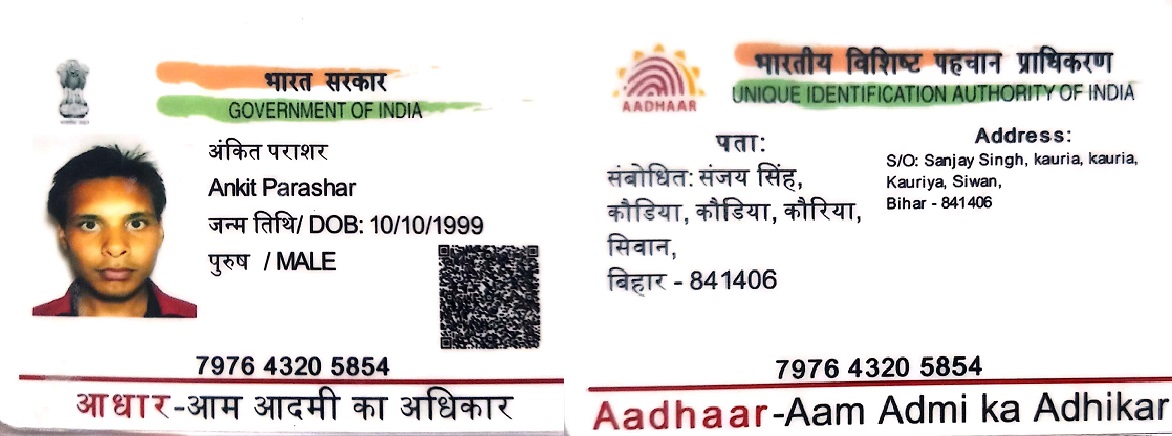 भारत सरकार
GOVERNMENT OF INDIA
अंकित पराशर
Ankit Parashar
जन्म तिथि/ DOB: 10/10/1999
पुरुष / MALE
7976 4320 5854
आधार-आम आदमी का अधिकार
AADHAAR
भारतीय विशिष्ट पहचान प्राधिकरण
UNIQUE IDENTIFICATION AUTHORITY OF INDIA
पता:
संबोधित: संजय सिंह,
कौडिया, कौडिया, कौरिया,
सिवान,
बिहार - 841406
Address:
S/O: Sanjay Singh, kauria, kauria,
Kauriya, Siwan,
Bihar - 841406
7976 4320 5854
Aadhaar-Aam Admi ka Adhikar